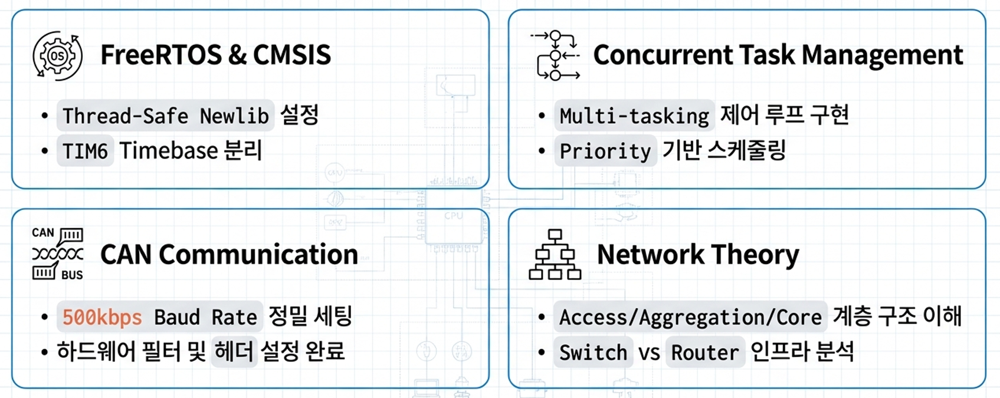 OS
FreeRTOS & CMSIS
• Thread-Safe Newlib 설정
• TIM6 Timebase 분리
Concurrent Task Management
• Multi-tasking 제어 루프 구현
• Priority 기반 스케줄링
CAN
BUS
CAN Communication
• 500kbps Baud Rate 정밀 세팅
• 하드웨어 필터 및 헤더 설정 완료
Network Theory
• Access/Aggregation/Core 계층 구조 이해
• Switch vs Router 인프라 분석
CPU